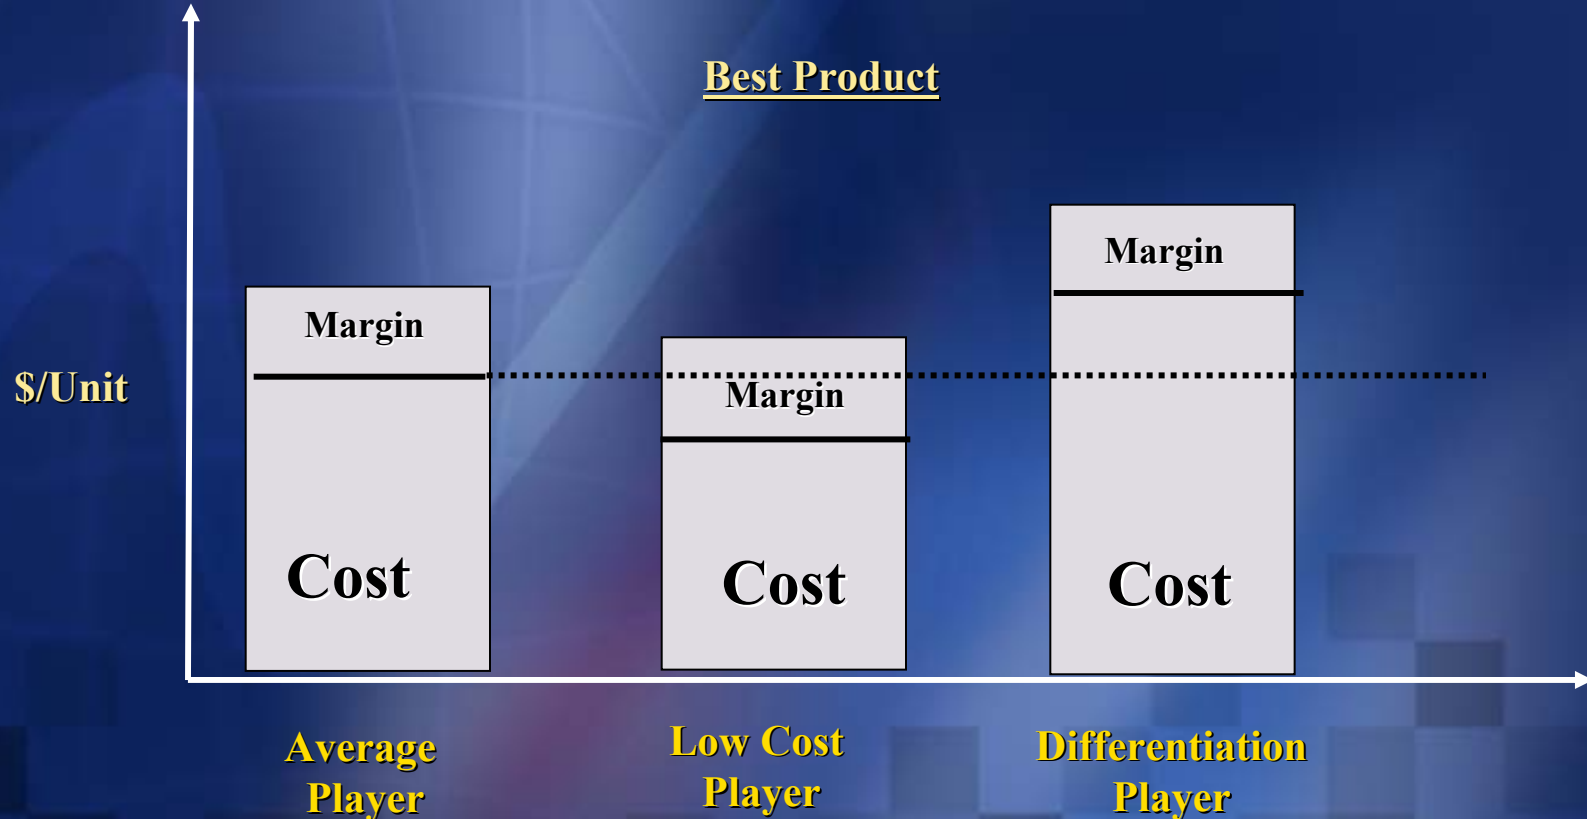 Best Product
Margin
Margin
$/Unit
Margin
Cost
Cost
Cost
Average
Player
Low Cost
Player
Differentiation
Player